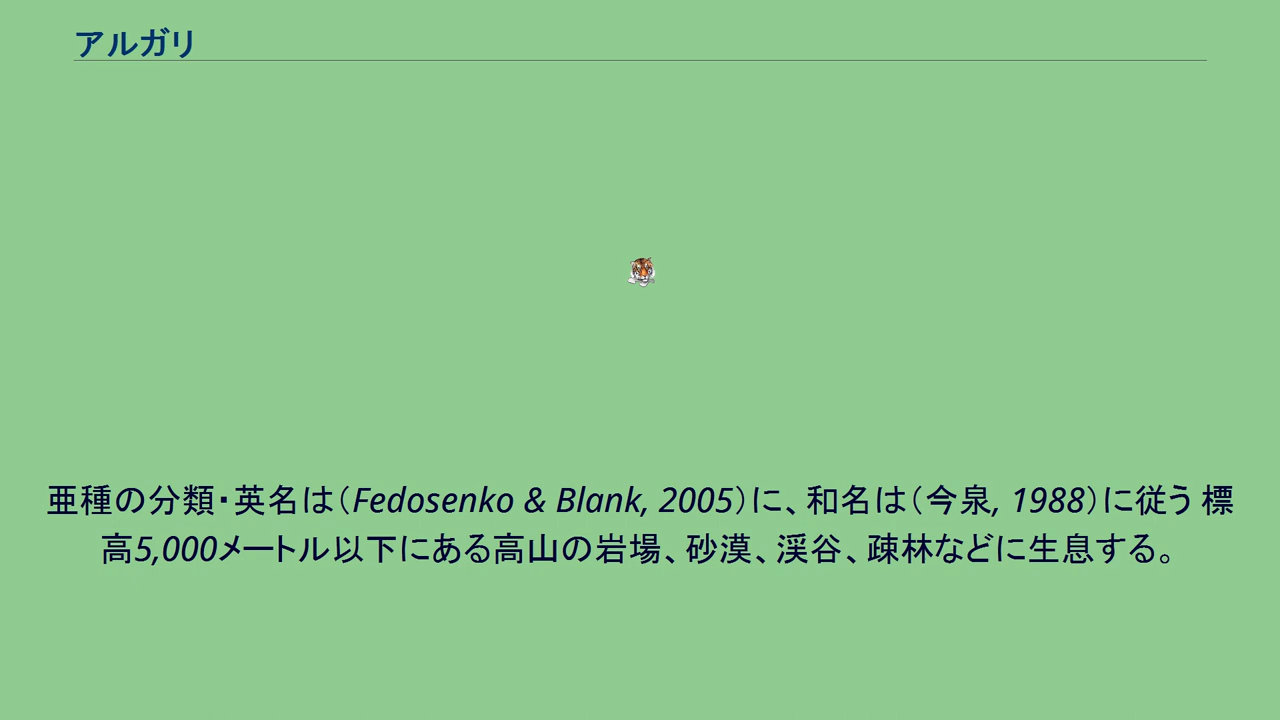 アルガリ
亜種の分類・英名は（Fedosenko & Blank, 2005）に、和名は（今泉, 1988）に従う 標
高5,000メートル以下にある高山の岩場、砂漠、渓谷、疎林などに生息する。